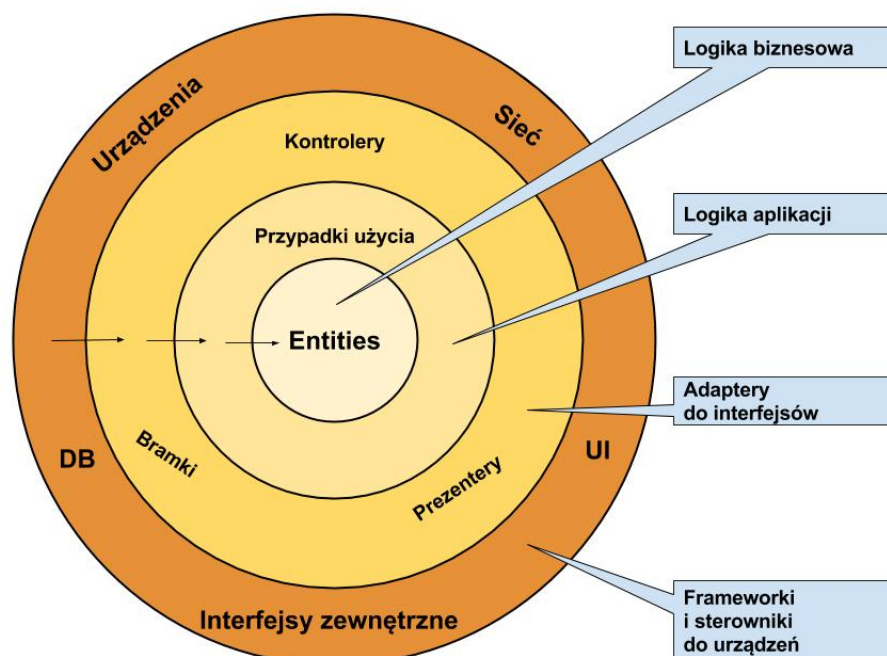 Logika biznesowa
Urządzenia
Sieć
Kontrolery
Logika aplikacji
Przypadki użycia
Entities
Adaptery
do interfejsów
DB
Bramki
UI
Prezentery
Interfejsy zewnętrzne
Frameworki
i sterowniki
do urządzeń